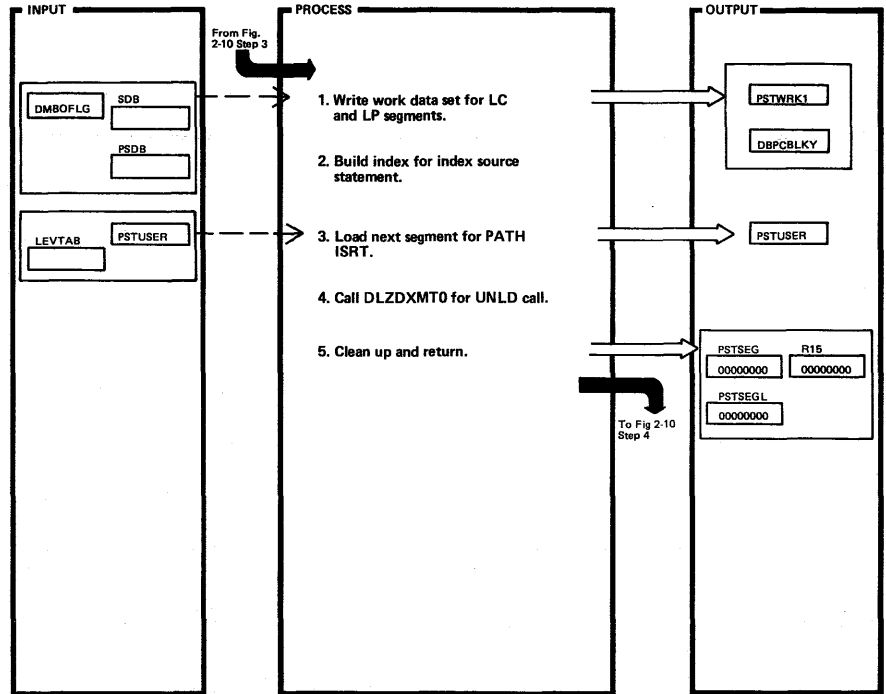 INPUT
PROCESS
OUTPUT
From Fig.
2-10 Step 3
DMBOFLG
SDB
PSDB
1. Write work data set for LC
and LP segments.
PSTWRK1
DBPCBLKY
2. Build index for index source
statement.
LEVTAB
PSTUSER
3. Load next segment for PATH
ISRT.
PSTUSER
4. Call DLZDXMT0 for UNLD call.
5. Clean up and return.
PSTSEG
R15
00000000
00000000
PSTSEGL
00000000
To Fig 2-10
Step 4